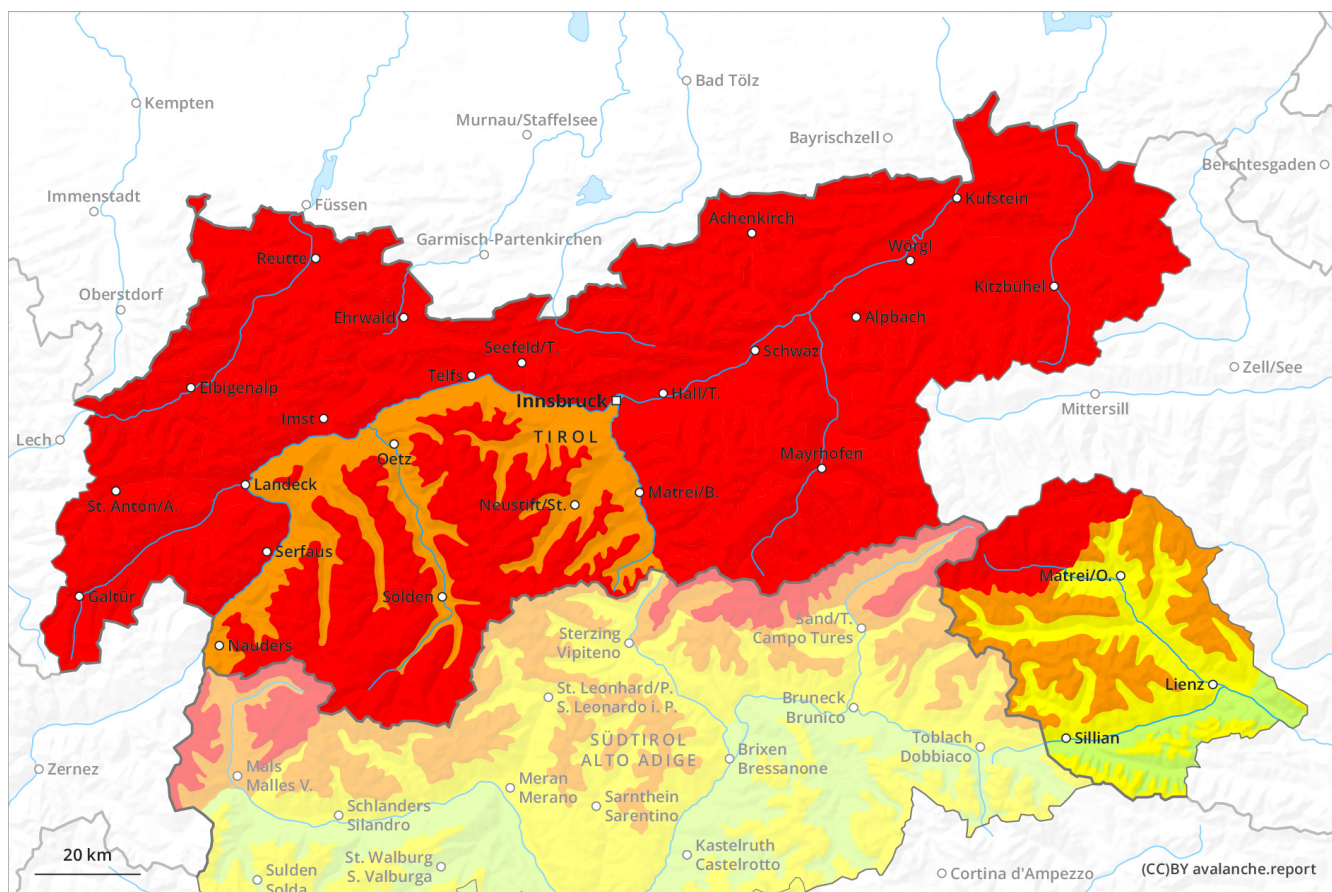 Kempten
Bad Tölz
Murnau/Staffelsee
Bayrischzell
Berchtesgaden
Immenstadt
Füssen
Kufstein
Achenkirch
Garmisch-Partenkirchen
Wörgl
Reutte
Kitzbühel
Oberstdorf
Ehrwald
Alpbach
Seefeld/T.
Schwaz
Zell/See
Telfs
Elbigenalp
Innsbruck
Hall/T.
Mittersill
Imst
Lech
TIROL
Oetz
Mayrhofen
Landeck
Matrei/B.
St. Anton/A.
Neustift/St.
Serfaus
Matrei/O.
Galtür
Sölden
Sand/T.
Campo Tures
Sterzing
Vipiteno
Nauders
Lienz
St. Leonhard/P.
S. Leonardo i. P.
Bruneck
Brunico
SÜDTIROL
ALTO ADIGE
Toblach
Dobbiaco
Sillian
Brixen
Bressanone
Zernez
Mals
Malles V.
Meran
Merano
Sarnthein
Sarentino
Schlanders
Silandro
Kastelruth
Castelrotto
20 km
St. Walburg
S. Valburga
Sulden
Solda
Cortina d'Ampezzo
(CC)BY avalanche.report